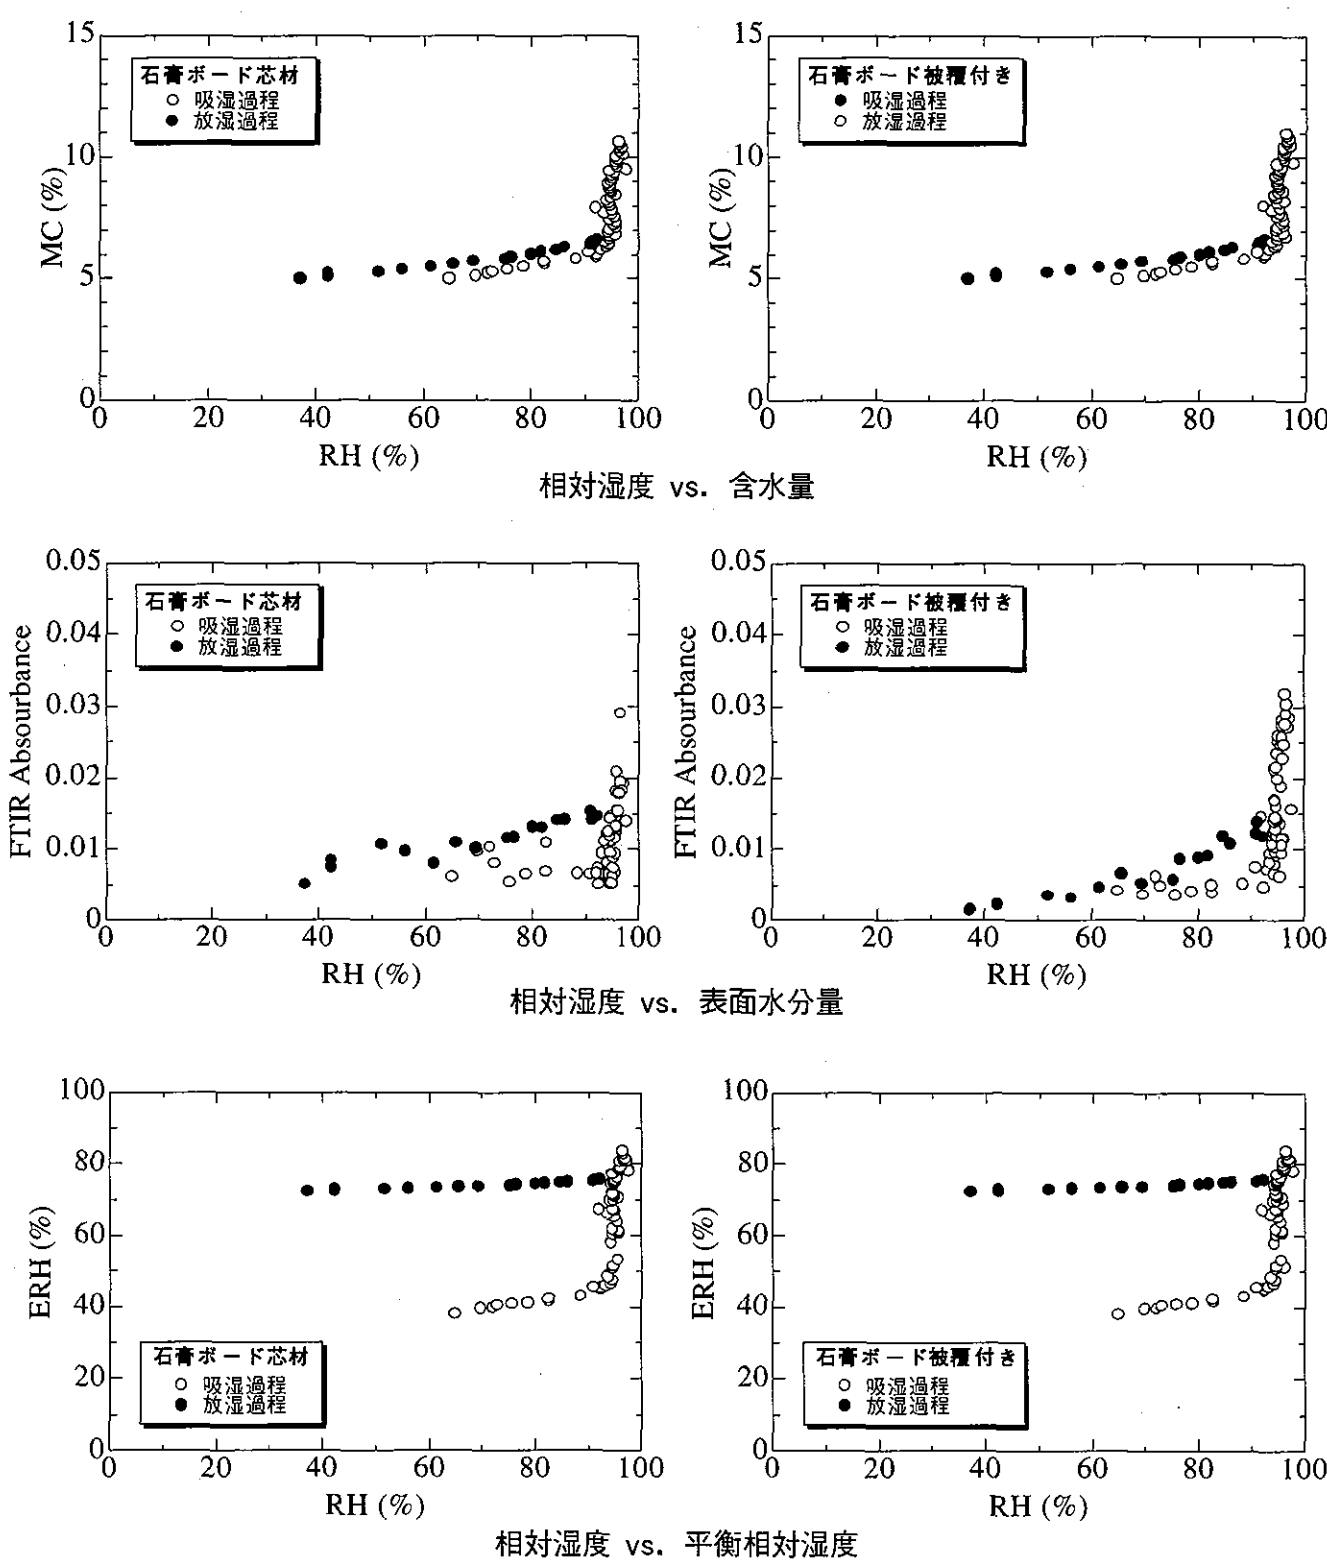 15
10
5
0
MC (%)
石膏ボード芯材
○ 吸湿過程
● 放湿過程
0 20 40 60 80 100
RH (%)
15
10
5
0
MC (%)
石膏ボード被覆付き
● 吸湿過程
○ 放湿過程
0 20 40 60 80 100
RH (%)
相対湿度 vs. 含水量
0.05
0.04
0.03
0.02
0.01
0
FTIR Absourbance
石膏ボード芯材
○ 吸湿過程
● 放湿過程
0 20 40 60 80 100
RH (%)
0.05
0.04
0.03
0.02
0.01
0
FTIR Absourbance
石膏ボード被覆付き
○ 吸湿過程
● 放湿過程
0 20 40 60 80 100
RH (%)
相対湿度 vs. 表面水分量
100
80
60
40
20
0
ERH (%)
石膏ボード芯材
○ 吸湿過程
● 放湿過程
0 20 40 60 80 100
RH (%)
100
80
60
40
20
0
ERH (%)
石膏ボード被覆付き
○ 吸湿過程
● 放湿過程
0 20 40 60 80 100
RH (%)
相対湿度 vs. 平衡相対湿度